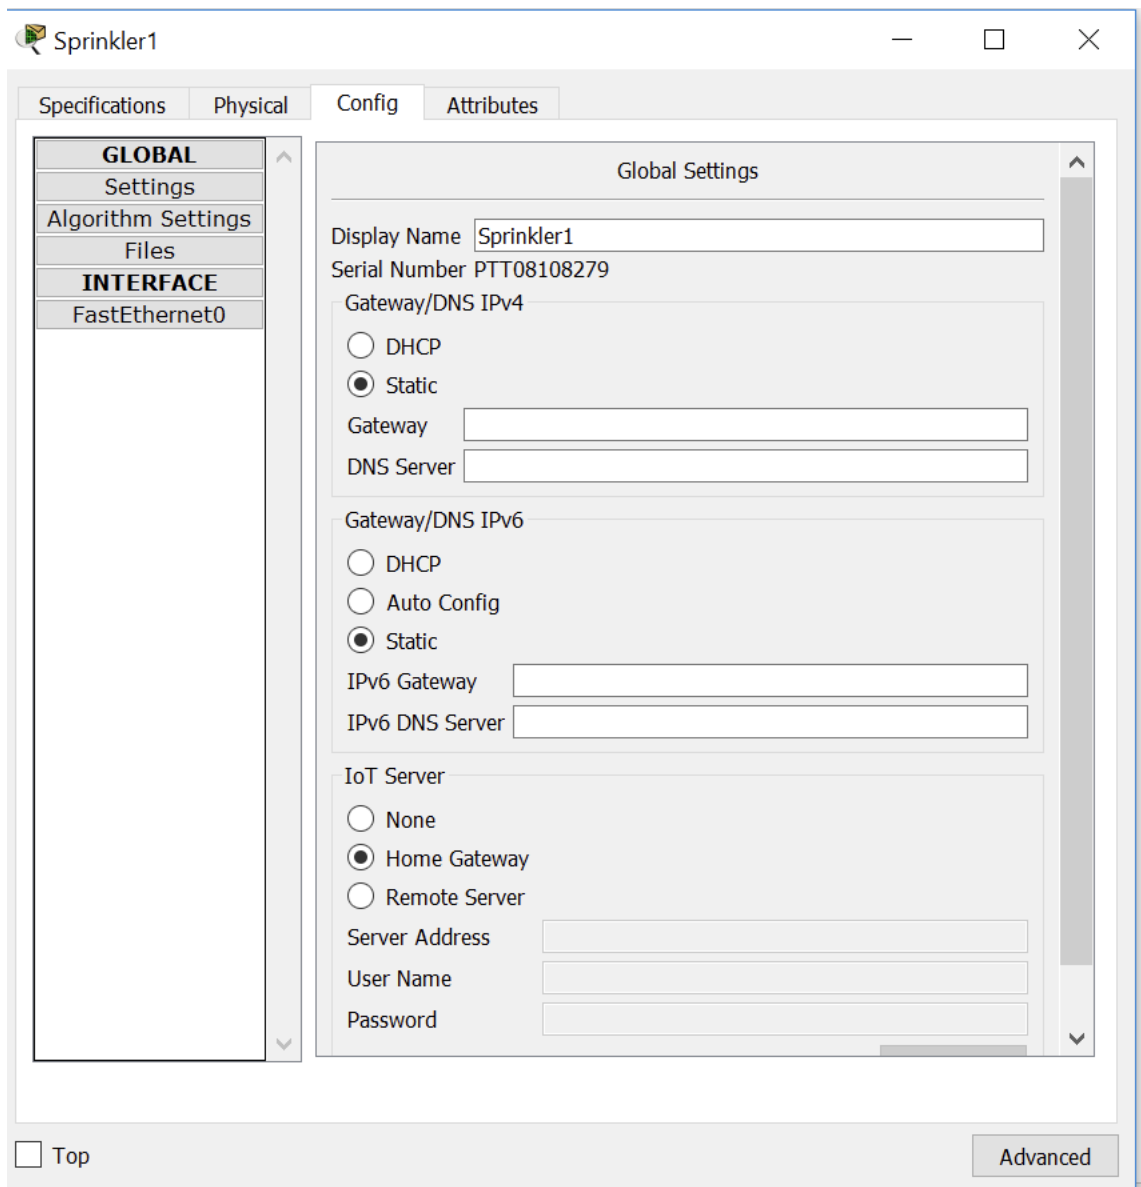 Sprinkler1
Specifications Physical Config Attributes
GLOBAL
Settings
Algorithm Settings
Files
INTERFACE
FastEthernet0
Global Settings
Display Name Sprinkler1
Serial Number PTT08108279
Gateway/DNS IPv4
DHCP
Static
Gateway
DNS Server
Gateway/DNS IPv6
DHCP
Auto Config
Static
IPv6 Gateway
IPv6 DNS Server
IoT Server
None
Home Gateway
Remote Server
Server Address
User Name
Password
Top
Advanced